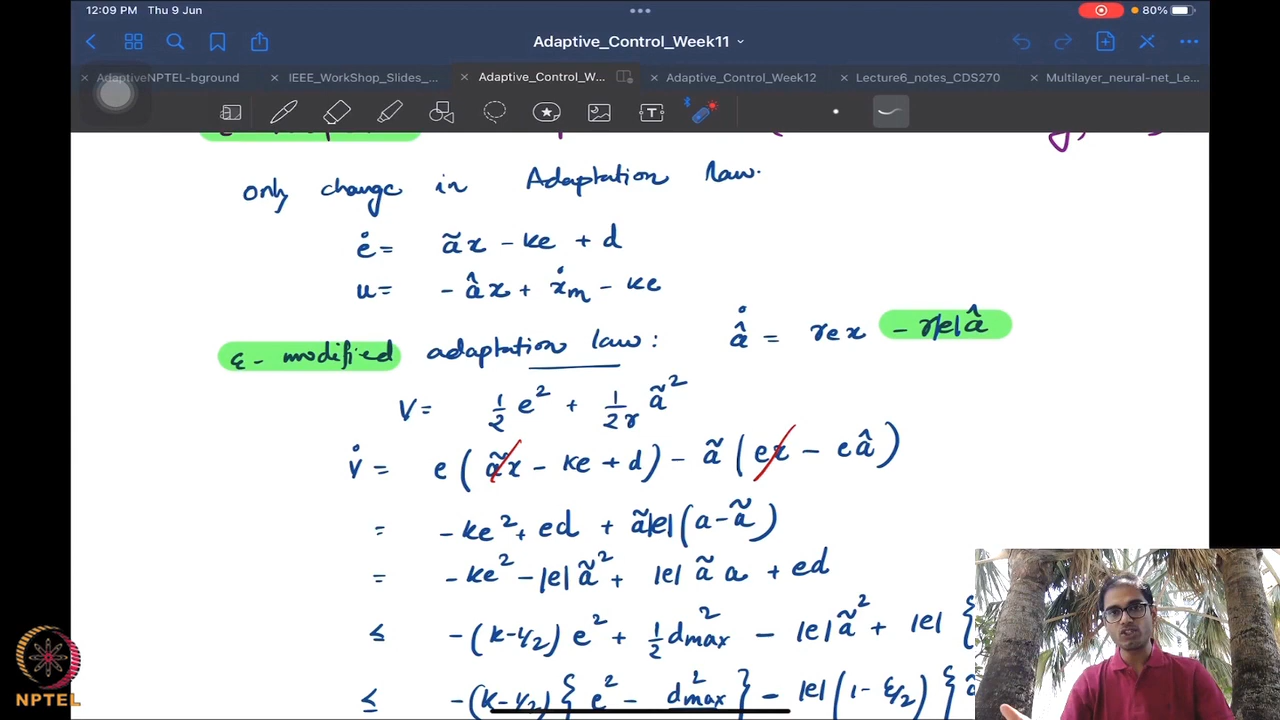 12:09 PM Thu 9 Jun
80%
Adaptive_Control_Week11
AdaptiveNPTEL-bground
IEEE_WorkShop_Slides_...
Adaptive_Control_W...
Adaptive_Control_Week12
Lecture6_notes_CDS270
Multilayer_neural-net_Le...
only change in Adaptation law.
ė = ãx - ke + d
u = - âx + ẋm - ke
ε- modified adaptation law : â̇ = γex - γ|e|â
V = 1/2 e² + 1/2γ ã²
V̇ = e ( ãx - ke + d ) - ã ( ex - eâ )
= - ke² + ed + ã|e|(a - ã)
= - ke² - |e|ã² + |e| ã a + ed
≤ - (k-1/2) e² + 1/2 d²max - |e|ã² + |e| {
≤ - (k-1/2) { e² - d²max } - |e| (1 - ε/2) {
NPTEL